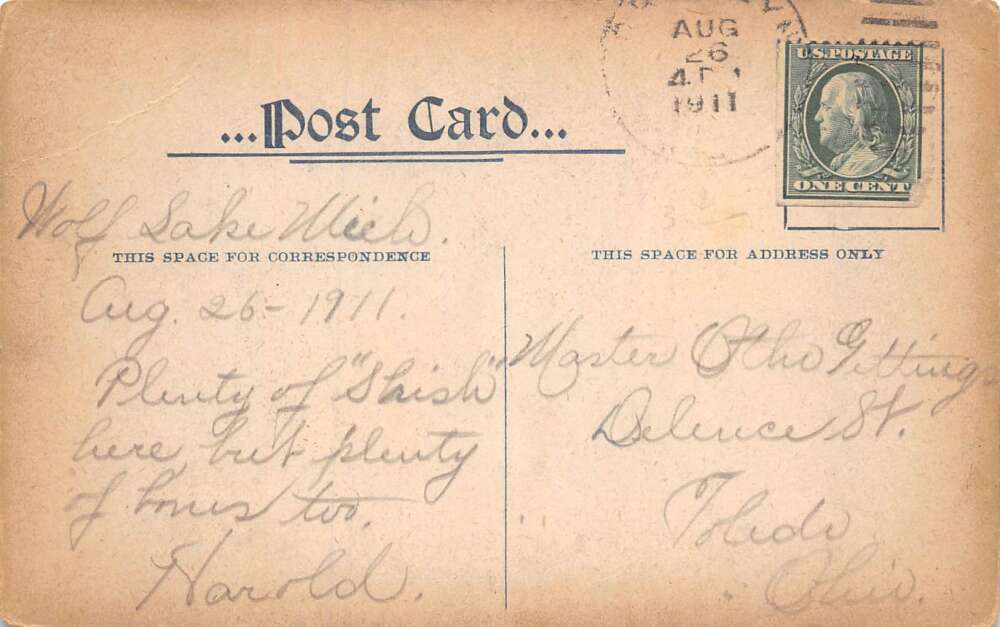 AUG
26
1911
U.S. POSTAGE
ONE CENT
...Post Card...
Wolf Lake Mich.
THIS SPACE FOR CORRESPONDENCE
Aug. 26-1911.
Plenty of "Shish"
here but plenty
of bones too.
Harold.
THIS SPACE FOR ADDRESS ONLY
Master Otho Gittings
Delence St.
Toledo
Ohio.